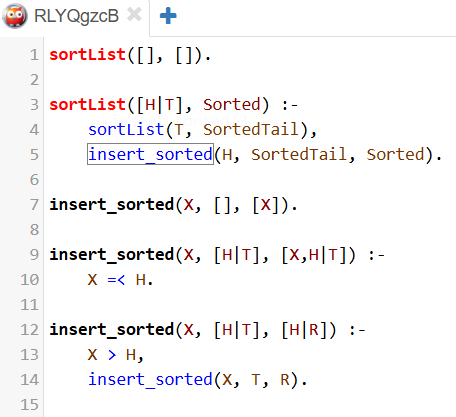 RLYQgzcB
1 sortList([], []).
2
3 sortList([H|T], Sorted) :-
4     sortList(T, SortedTail),
5     insert_sorted(H, SortedTail, Sorted).
6
7 insert_sorted(X, [], [X]).
8
9 insert_sorted(X, [H|T], [X,H|T]) :-
10     X =< H.
11
12 insert_sorted(X, [H|T], [H|R]) :-
13     X > H,
14     insert_sorted(X, T, R).
15